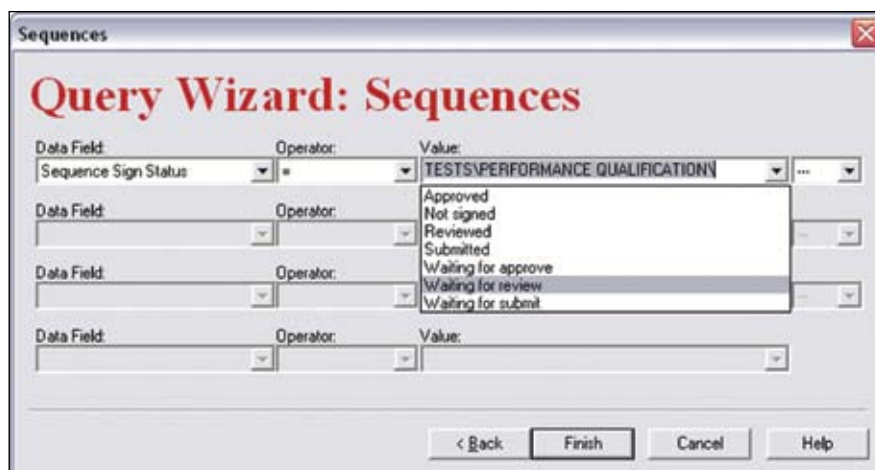 Sequences
Query Wizard: Sequences
Data Field: Operator: Value:
Sequence Sign Status = TESTS\PERFORMANCE QUALIFICATION\ ...
Approved
Data Field: Operator: Not signed
Reviewed
Submitted
Waiting for approve
Data Field: Operator: Waiting for review
Waiting for submit
Data Field: Operator: Value:
< Back Finish Cancel Help